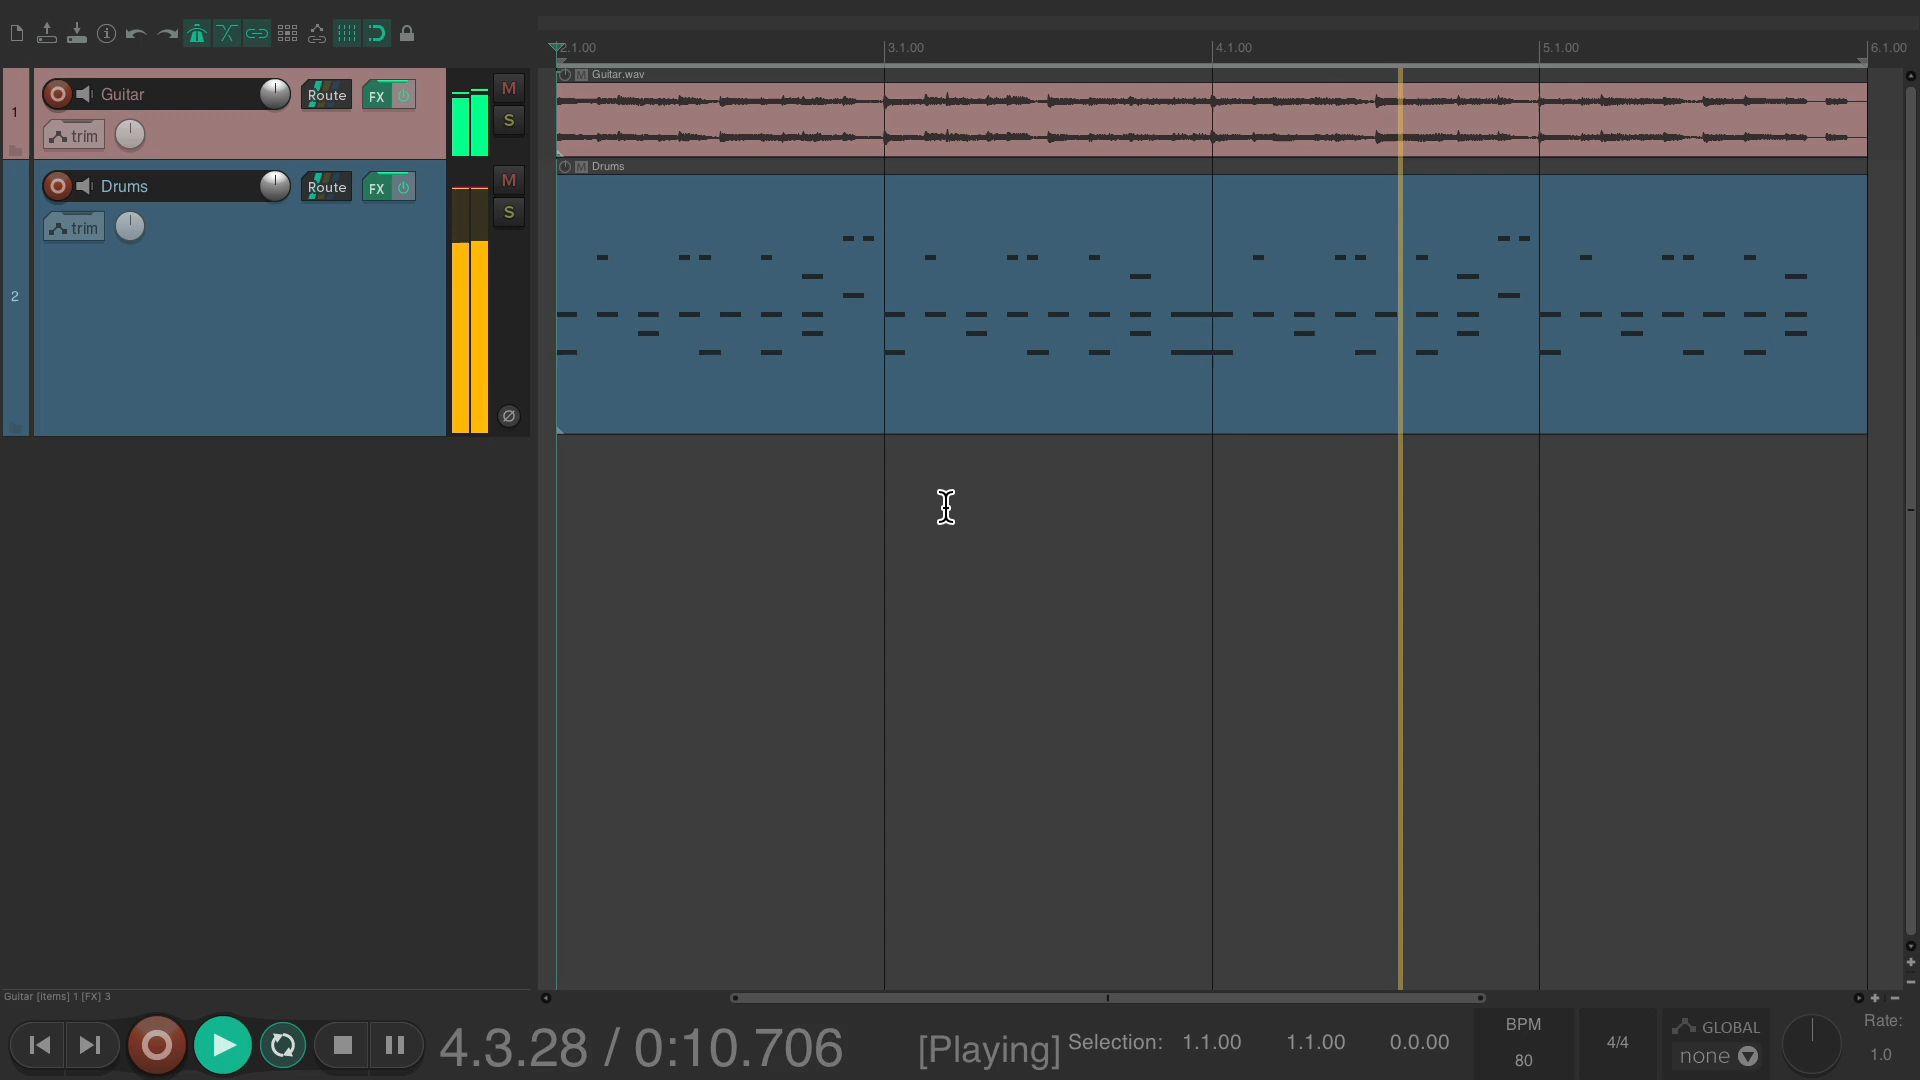 2.1.00 3.1.00 4.1.00 5.1.00 6.1.00
M Guitar.wav
1 Guitar Route FX M
trim S
M Drums
2 Drums Route FX M
trim S
Guitar [Items] 1 [FX] 3
4.3.28 / 0:10.706 [Playing] Selection: 1.1.00 1.1.00 0.0.00
BPM
80
4/4
GLOBAL
none
Rate:
1.0